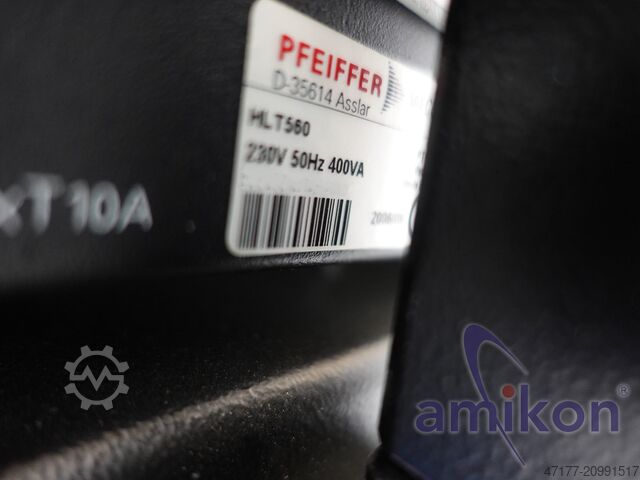 PFEIFFER
D-35614 Asslar
HLT560
230V 50Hz 400VA
xT10A
amikon®
47177-20991517